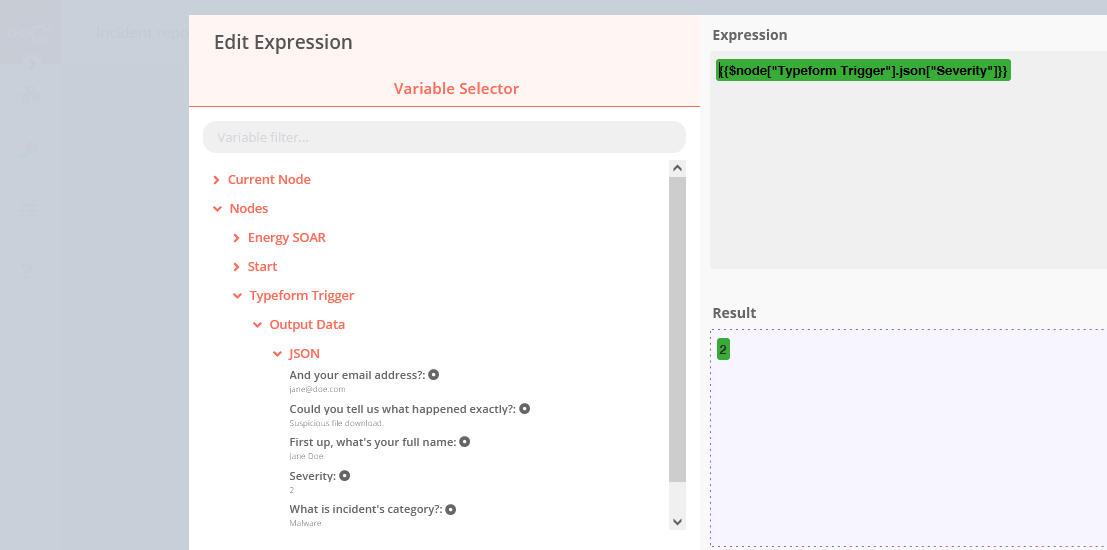 Incident repo
Edit Expression
Variable Selector
Variable filter...
Current Node
Nodes
Energy SOAR
Start
Typeform Trigger
Output Data
JSON
And your email address?:
jane@doe.com
Could you tell us what happened exactly?:
Suspicious file download.
First up, what's your full name:
Jane Doe
Severity:
2
What is incident's category?:
Malware
Expression
{{$node["Typeform Trigger"].json["Severity"]}}
Result
2